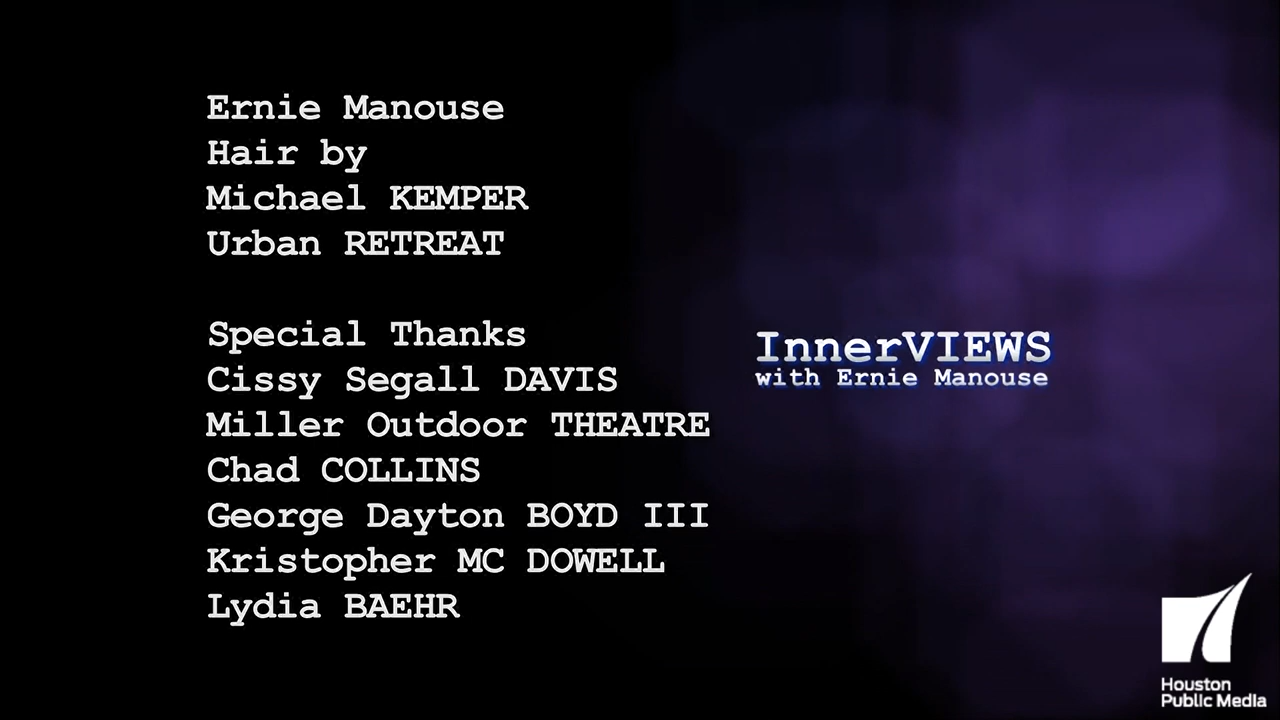 Ernie Manouse
Hair by
Michael KEMPER
Urban RETREAT
Special Thanks
Cissy Segall DAVIS
Miller Outdoor THEATRE
Chad COLLINS
George Dayton BOYD III
Kristopher MC DOWELL
Lydia BAEHR
InnerVIEWS
with Ernie Manouse
Houston
Public Media